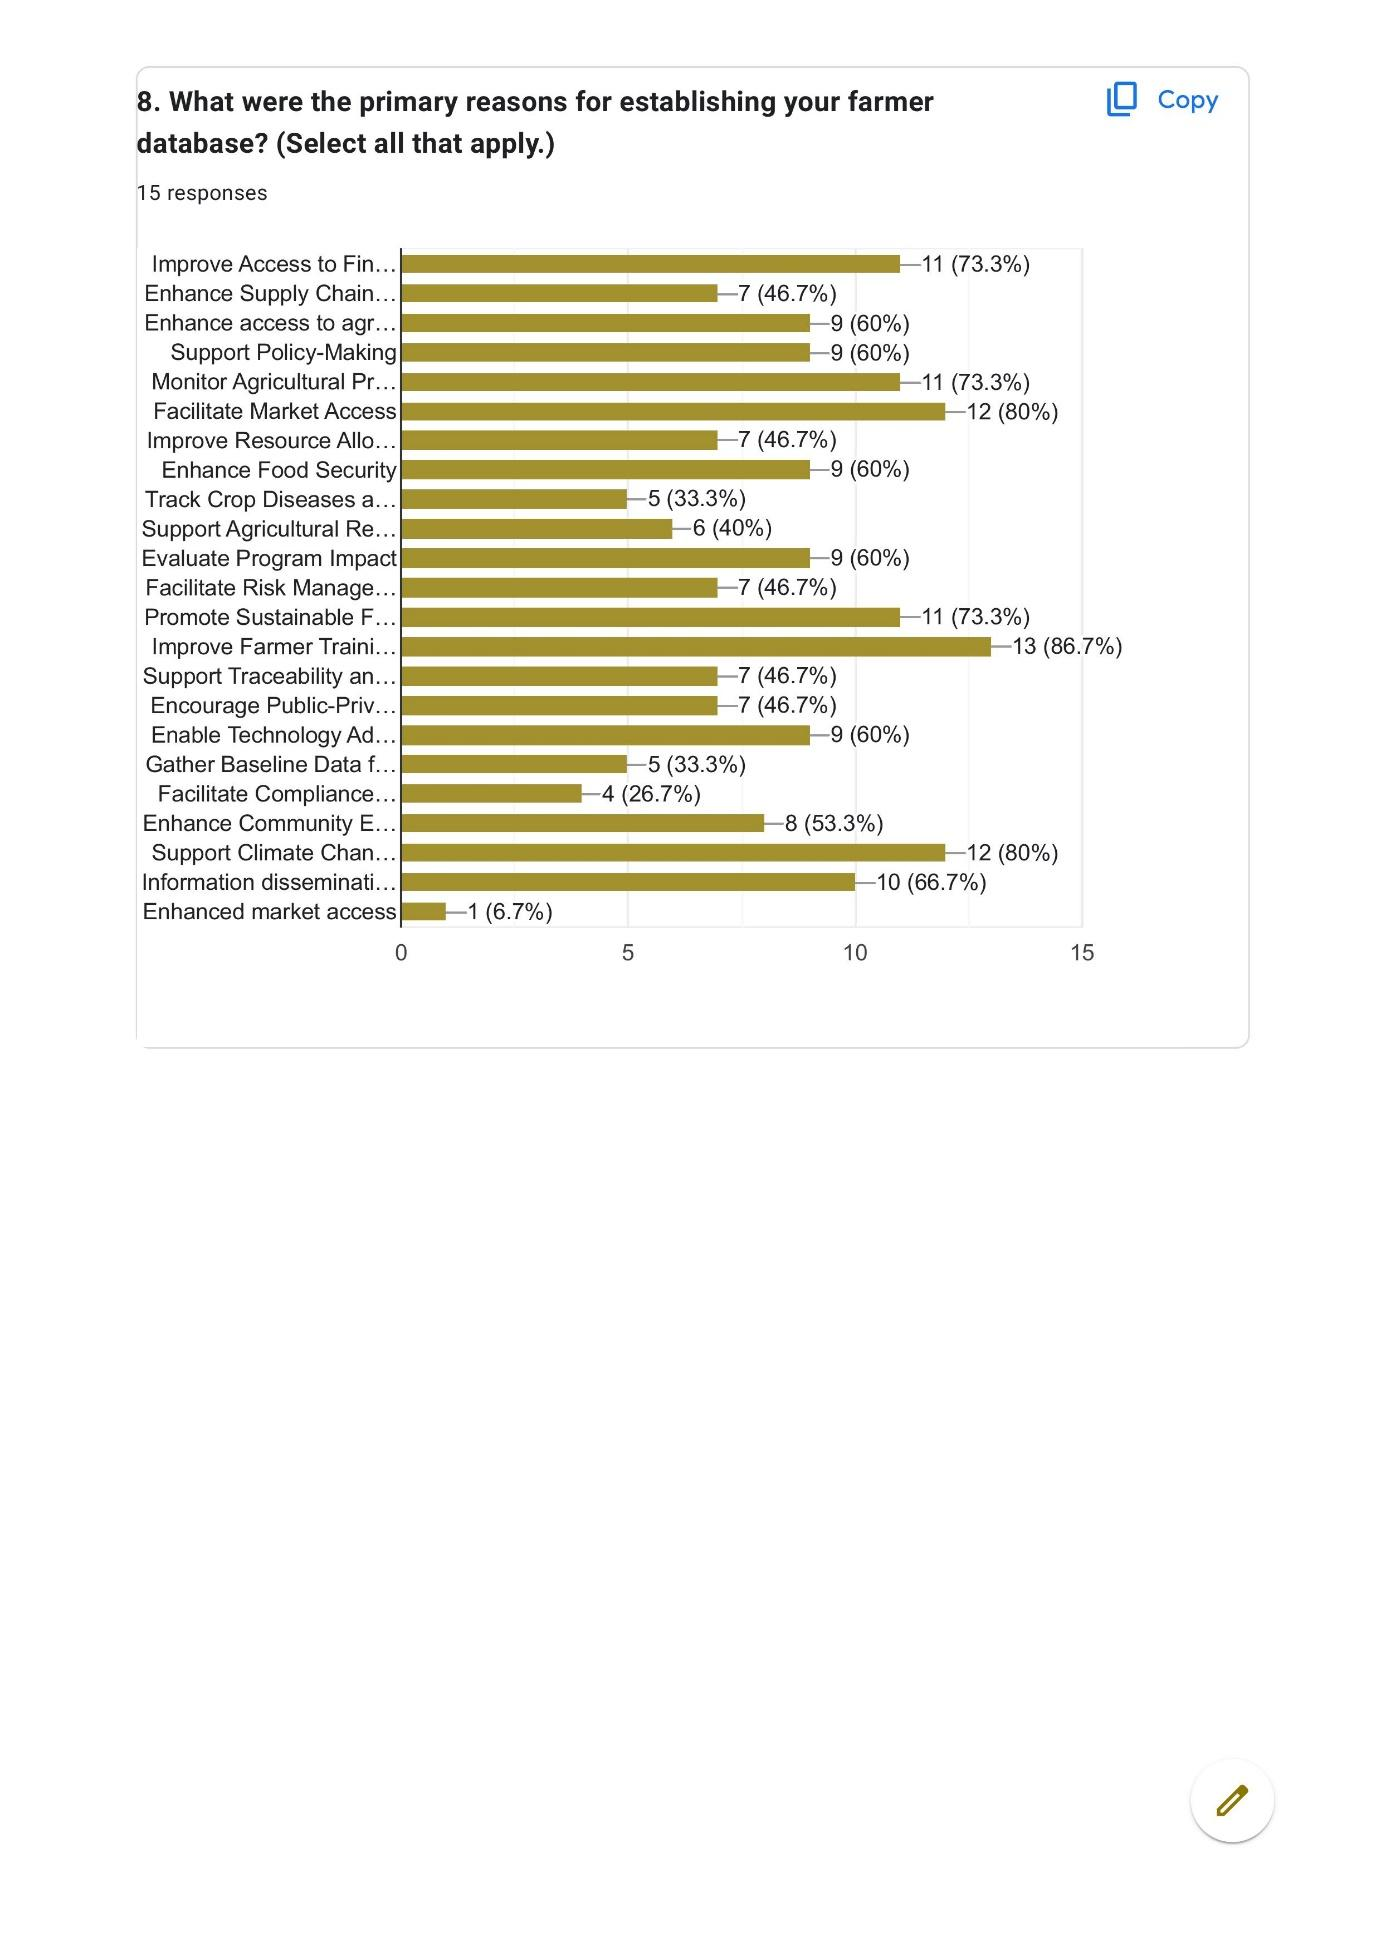 8. What were the primary reasons for establishing your farmer
database? (Select all that apply.)
Copy
15 responses
Improve Access to Fin… 11 (73.3%)
Enhance Supply Chain… 7 (46.7%)
Enhance access to agr… 9 (60%)
Support Policy-Making 9 (60%)
Monitor Agricultural Pr… 11 (73.3%)
Facilitate Market Access 12 (80%)
Improve Resource Allo… 7 (46.7%)
Enhance Food Security 9 (60%)
Track Crop Diseases a… 5 (33.3%)
Support Agricultural Re… 6 (40%)
Evaluate Program Impact 9 (60%)
Facilitate Risk Manage… 7 (46.7%)
Promote Sustainable F… 11 (73.3%)
Improve Farmer Traini… 13 (86.7%)
Support Traceability an… 7 (46.7%)
Encourage Public-Priv… 7 (46.7%)
Enable Technology Ad… 9 (60%)
Gather Baseline Data f… 5 (33.3%)
Facilitate Compliance… 4 (26.7%)
Enhance Community E… 8 (53.3%)
Support Climate Chan… 12 (80%)
Information disseminati… 10 (66.7%)
Enhanced market access 1 (6.7%)
0 5 10 15